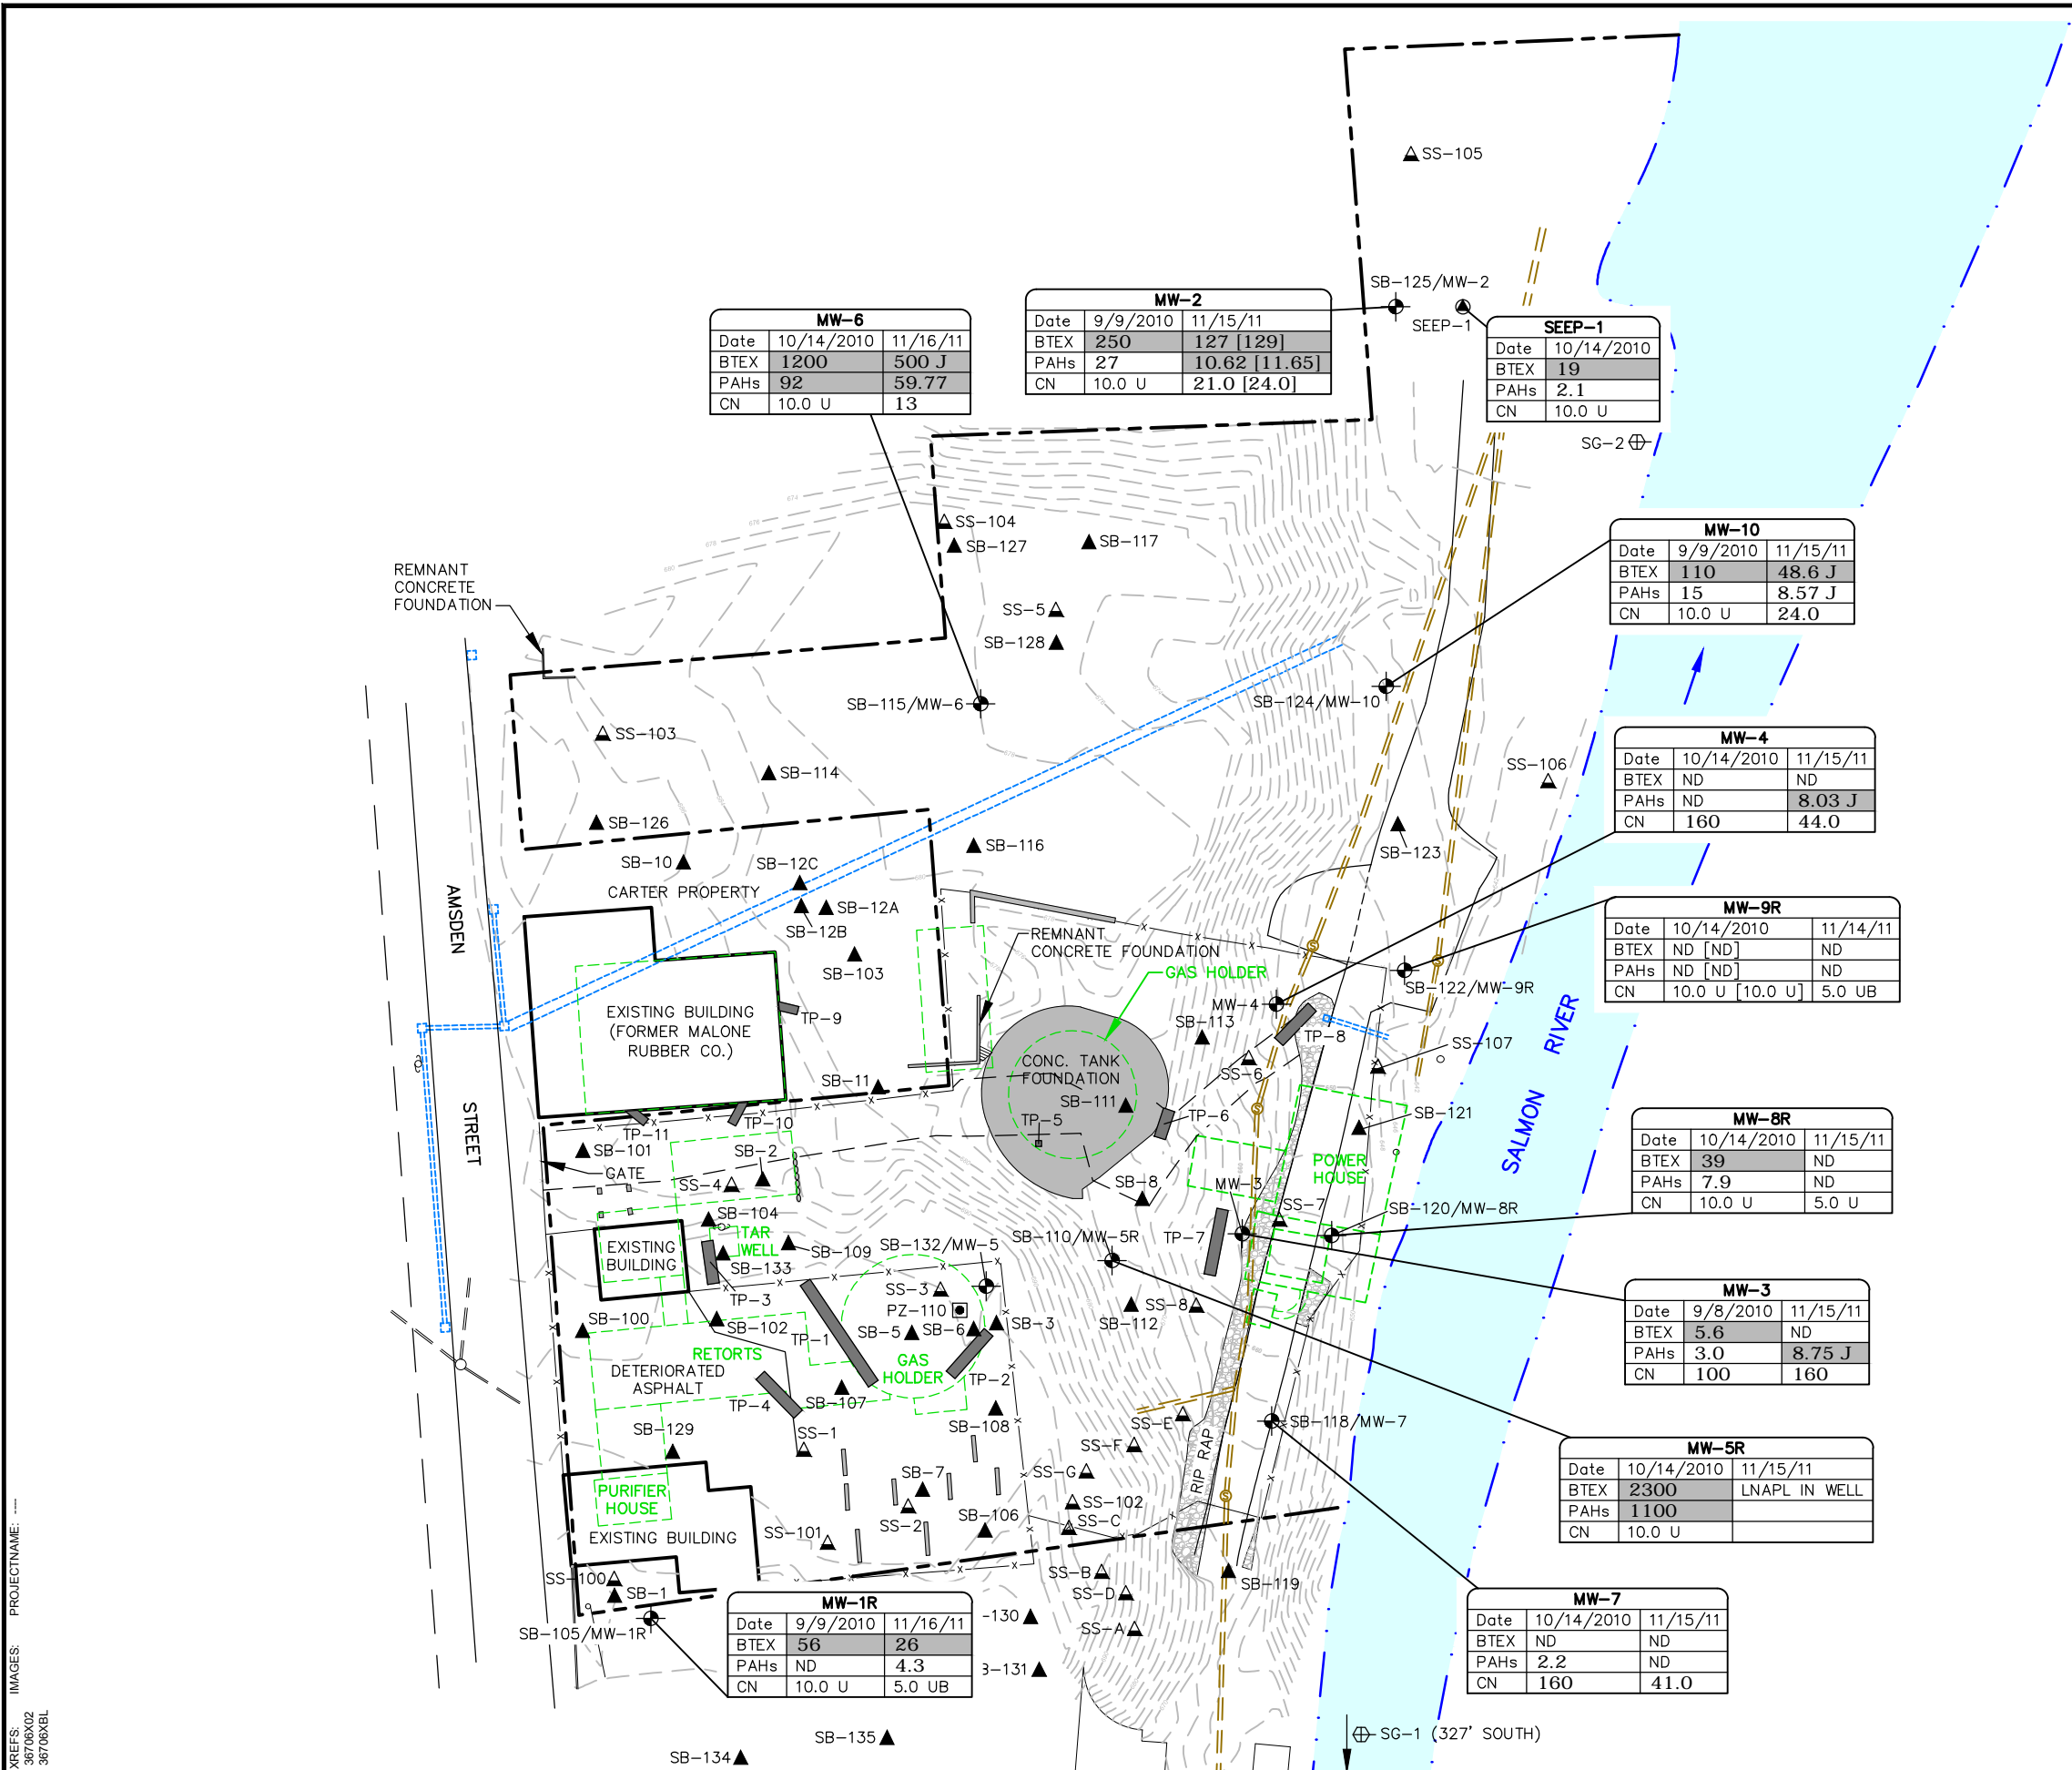 SS-105
SB-125/MW-2
SEEP-1
MW-6
Date 10/14/2010 11/16/11
BTEX 1200 500 J
PAHs 92 59.77
CN 10.0 U 13
MW-2
Date 9/9/2010 11/15/11
BTEX 250 127 [129]
PAHs 27 10.62 [11.65]
CN 10.0 U 21.0 [24.0]
SEEP-1
Date 10/14/2010
BTEX 19
PAHs 2.1
CN 10.0 U
SG-2
SS-104
SB-127
SB-117
MW-10
Date 9/9/2010 11/15/11
BTEX 110 48.6 J
PAHs 15 8.57 J
CN 10.0 U 24.0
REMNANT
CONCRETE
FOUNDATION
SS-5
SB-128
SB-115/MW-6
SB-124/MW-10
SS-103
SB-114
SB-126
MW-4
Date 10/14/2010 11/15/11
BTEX ND ND
PAHs ND 8.03 J
CN 160 44.0
SS-106
SB-123
SB-116
SB-10
SB-12C
CARTER PROPERTY
SB-12A
SB-12B
SB-103
AMSDEN
STREET
MW-9R
Date 10/14/2010 11/14/11
BTEX ND [ND] ND
PAHs ND [ND] ND
CN 10.0 U [10.0 U] 5.0 UB
REMNANT
CONCRETE FOUNDATION
GAS HOLDER
SB-122/MW-9R
EXISTING BUILDING
(FORMER MALONE
RUBBER CO.)
TP-9
MW-4
SB-113
TP-8
SS-107
SS-6
SALMON RIVER
CONC. TANK
FOUNDATION
SB-11
SB-111
TP-5
TP-6
SB-121
TP-11
TP-10
SB-101
GATE
SB-2
SS-4
SB-8
MW-3
POWER
HOUSE
SS-7
SB-120/MW-8R
MW-8R
Date 10/14/2010 11/15/11
BTEX 39 ND
PAHs 7.9 ND
CN 10.0 U 5.0 U
SB-104
TAR
WELL
SB-109
SB-132/MW-5
SB-110/MW-5R
TP-7
EXISTING
BUILDING
SB-133
TP-3
SS-3
PZ-110
SB-5
SB-6
SB-3
SB-112
SS-8
SB-100
SB-102
TP-1
RETORTS
GAS
HOLDER
TP-2
DETERIORATED
ASPHALT
TP-4
SB-107
SB-108
MW-3
Date 9/8/2010 11/15/11
BTEX 5.6 ND
PAHs 3.0 8.75 J
CN 100 160
SB-129
SS-1
SS-E
SS-F
SS-G
SB-118/MW-7
RIP RAP
MW-5R
Date 10/14/2010 11/15/11
BTEX 2300 LNAPL IN WELL
PAHs 1100
CN 10.0 U
PURIFIER
HOUSE
EXISTING BUILDING
SB-7
SS-2
SS-101
SB-106
SS-102
SS-C
SS-B
SS-D
SS-A
SB-119
SS-100
SB-1
SB-105/MW-1R
MW-1R
Date 9/9/2010 11/16/11
BTEX 56 26
PAHs ND 4.3
CN 10.0 U 5.0 UB
-130
-131
MW-7
Date 10/14/2010 11/15/11
BTEX ND ND
PAHs 2.2 ND
CN 160 41.0
SB-135
SB-134
SG-1 (327' SOUTH)
XREFS: IMAGES: PROJECTNAME: ----
36706X02
36706XBL